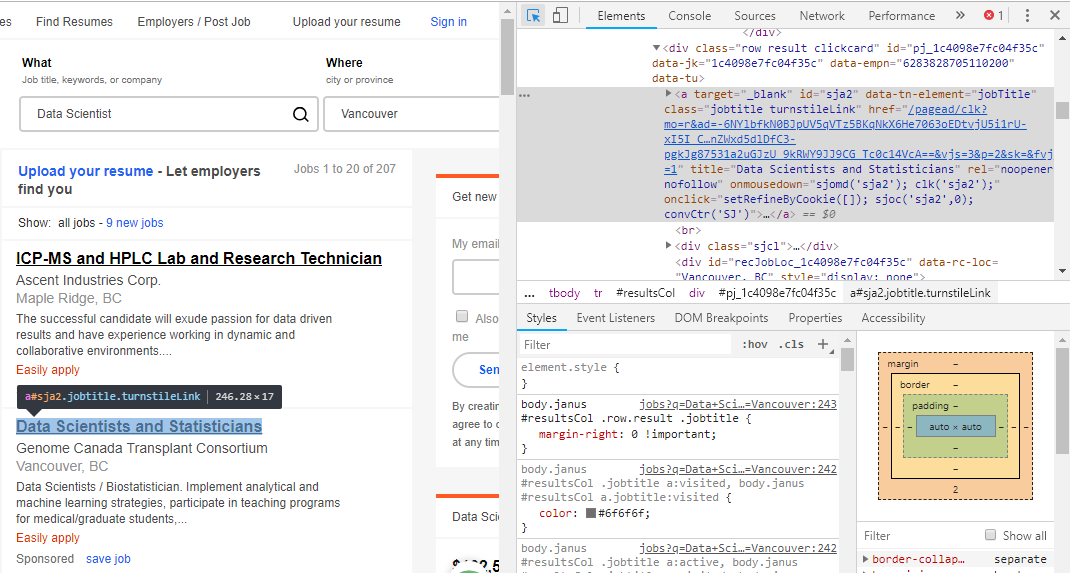 es Find Resumes Employers / Post Job Upload your resume Sign in
What
Job title, keywords, or company
Where
city or province
Data Scientist
Vancouver
Upload your resume - Let employers
find you
Jobs 1 to 20 of 207
Show: all jobs - 9 new jobs
ICP-MS and HPLC Lab and Research Technician
Ascent Industries Corp.
Maple Ridge, BC
The successful candidate will exude passion for data driven
results and have experience working in dynamic and
collaborative environments....
Easily apply
a#sja2.jobtitle.turnstileLink 246.28 × 17
Data Scientists and Statisticians
Genome Canada Transplant Consortium
Vancouver, BC
Data Scientists / Biostatistician. Implement analytical and
machine learning strategies, participate in teaching programs
for medical/graduate students,...
Easily apply
Sponsored save job
Get new
My email
Also
me
Sen
By creatin
agree to c
at any tim
Data Scie
Elements Console Sources Network Performance » 1
</div>
<div class="row result clickcard" id="pj_1c4098e7fc04f35c"
data-jk="1c4098e7fc04f35c" data-empn="6283828705110200"
data-tu>
... <a target="_blank" id="sja2" data-tn-element="jobTitle"
class="jobtitle turnstileLink" href="/pagead/clk?
mo=r&ad=-6NYlbfkN0BJpUV5qVTz5BKqNkX6He7063oEDtvjU5i1rU-
xI5I_C…nZWxd5dlDfC3-
pgkJg87531a2uGJzU_9kRWY9JJ9CG_Tc0c14VcA==&vjs=3&p=2&sk=&fvj
=1" title="Data Scientists and Statisticians" rel="noopener
nofollow" onmousedown="sjomd('sja2'); clk('sja2');"
onclick="setRefineByCookie([]); sjoc('sja2',0);
convCtr('SJ')">…</a> == $0
<br>
<div class="sjcl">…</div>
<div id="recJobLoc_1c4098e7fc04f35c" data-rc-loc=
"Vancouver, BC" style="display: none">
... tbody tr #resultsCol div #pj_1c4098e7fc04f35c a#sja2.jobtitle.turnstileLink
Styles Event Listeners DOM Breakpoints Properties Accessibility
Filter :hov .cls +
element.style {
}
body.janus jobs?q=Data+Sci…=Vancouver:243
#resultsCol .row.result .jobtitle {
margin-right: 0 !important;
}
body.janus jobs?q=Data+Sci…=Vancouver:242
#resultsCol .jobtitle a:visited, body.janus
#resultsCol a.jobtitle:visited {
color: #6f6f6f;
}
body.janus jobs?q=Data+Sci…=Vancouver:242
#resultsCol .jobtitle a:active, body.janus
margin –
border –
padding –
– – – auto × auto – – –
–
–
2
Filter Show all
border-collap… separate